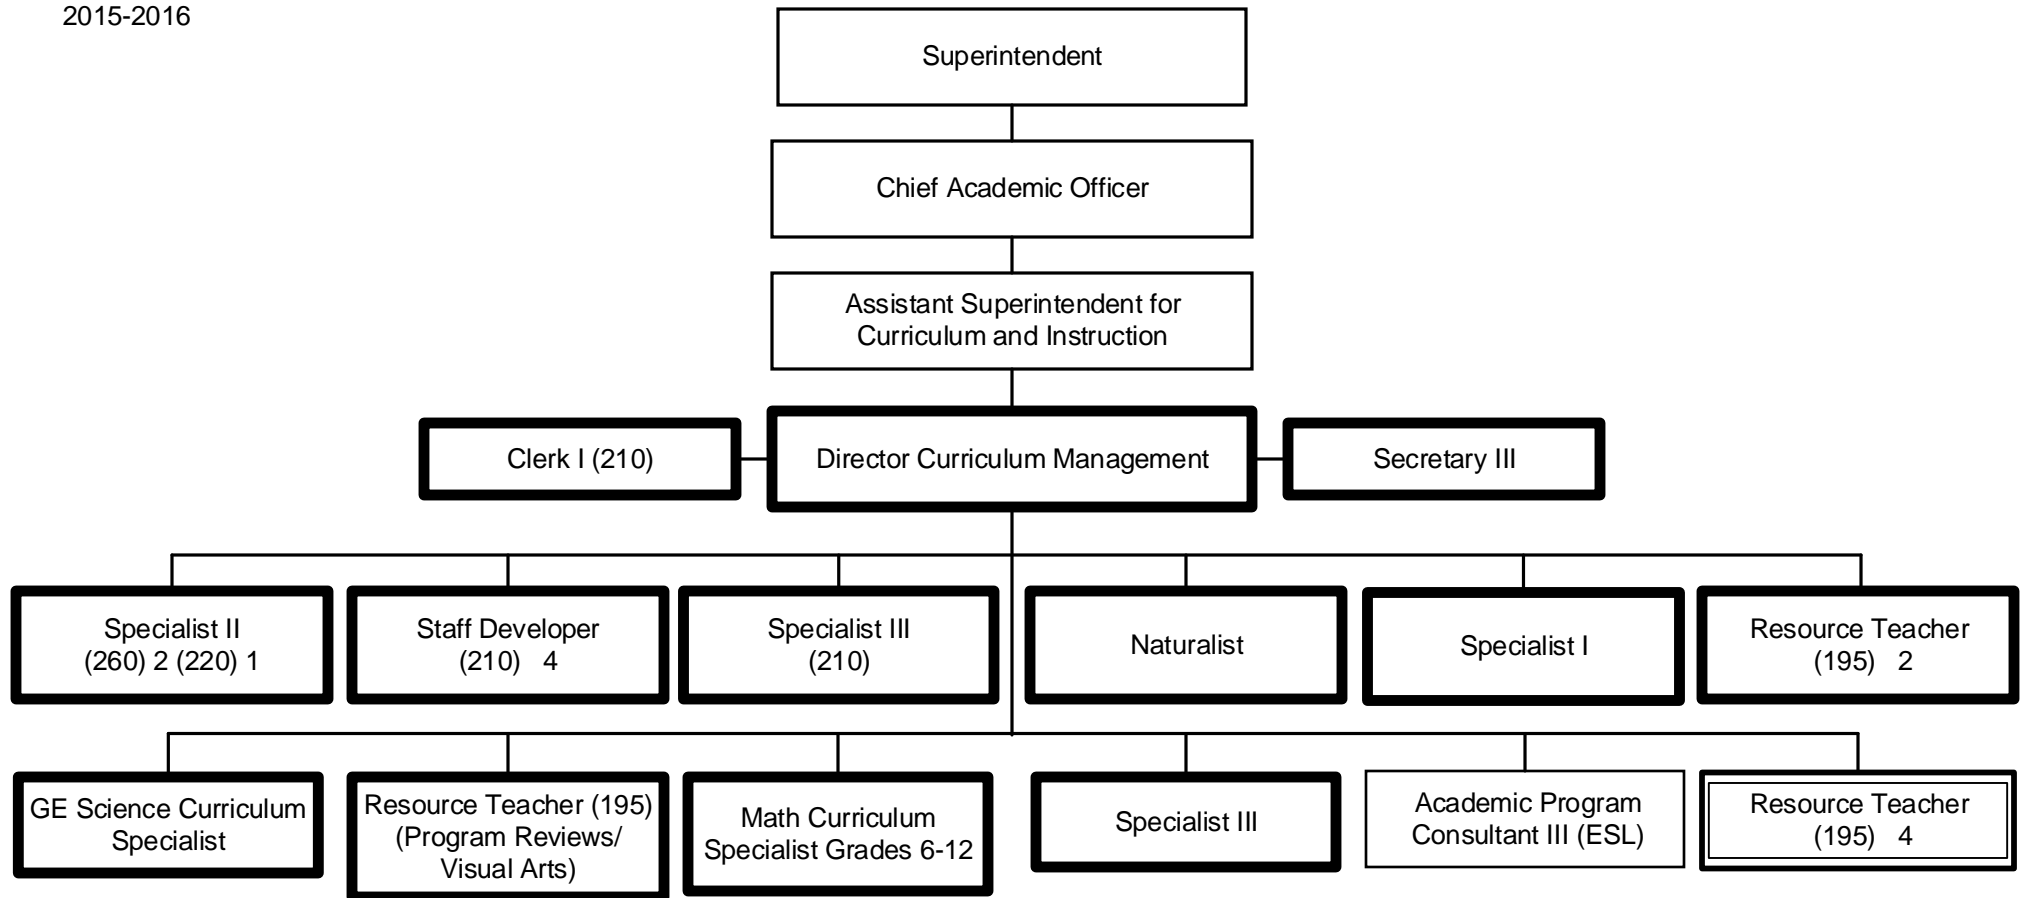 2015-2016
Superintendent
Chief Academic Officer
Assistant Superintendent for
Curriculum and Instruction
Clerk I (210)
Director Curriculum Management
Secretary III
Specialist II
(260) 2 (220) 1
Staff Developer
(210) 4
Specialist III
(210)
Naturalist
Specialist I
Resource Teacher
(195) 2
GE Science Curriculum
Specialist
Resource Teacher (195)
(Program Reviews/
Visual Arts)
Math Curriculum
Specialist Grades 6-12
Specialist III
Academic Program
Consultant III (ESL)
Resource Teacher
(195) 4